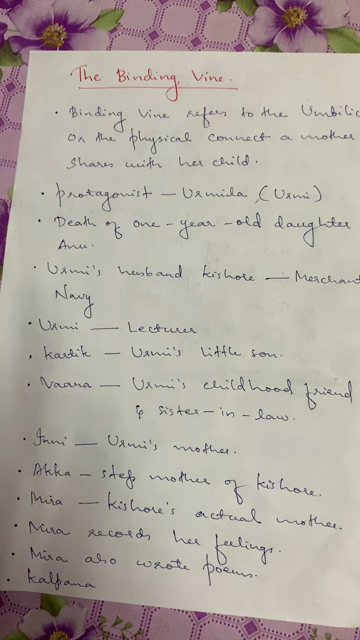 The Binding Vine.
• Binding Vine refers to the Umbilic
Or the physical connect a mother
shares with her child.
• protagonist — Urmila, (Urmi)
• Death of one-year-old daughter
Anu.
• Urmi's husband Kishore — Merchan
Navy
• Urmi — Lecturer
• Kartik — Urmi's little son.
• Vaana — Urmi's childhood friend
& sister-in-law.
• Inni — Urmi's mother.
• Akka — step mother of Kishore.
• Mira — Kishore's actual mother.
• Mira records her feelings.
• Mira also wrote poems.
• Kalpana